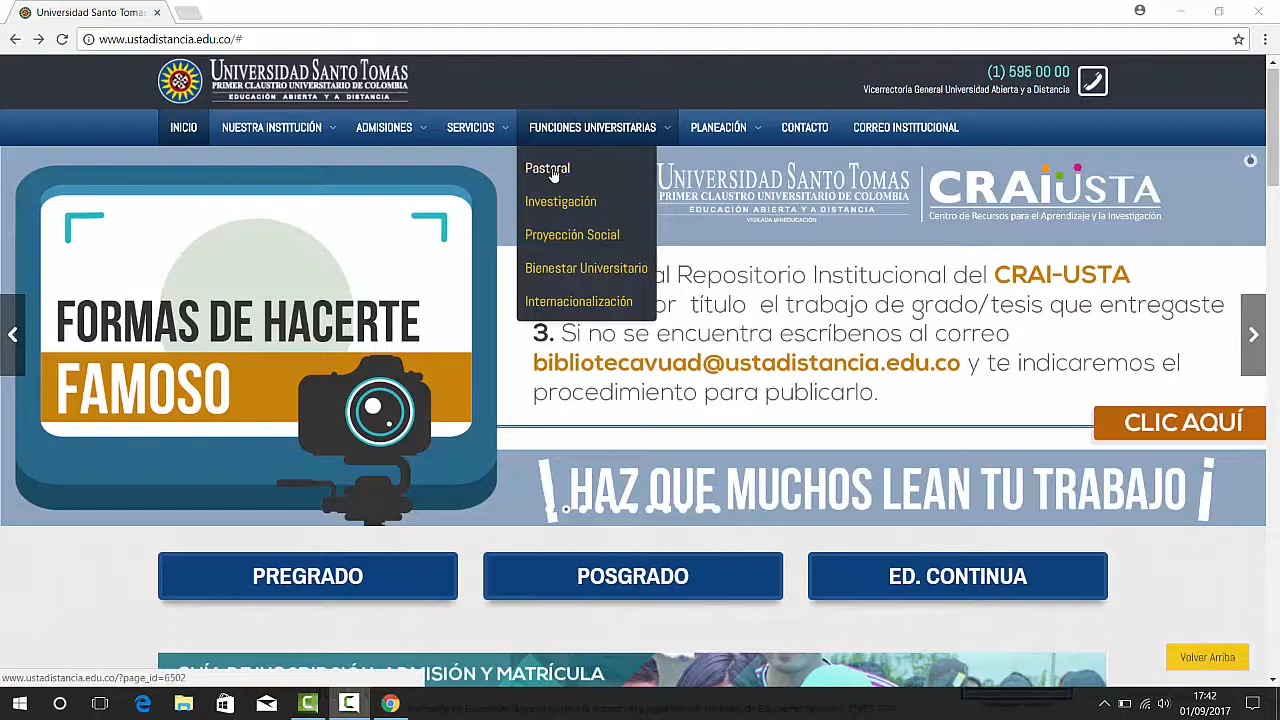 Universidad Santo Tomas
www.ustadistancia.edu.co/#
UNIVERSIDAD SANTO TOMAS
PRIMER CLAUSTRO UNIVERSITARIO DE COLOMBIA
EDUCACIÓN ABIERTA Y A DISTANCIA
(1) 595 00 00
Vicerrectoría General Universidad Abierta y a Distancia
INICIO NUESTRA INSTITUCIÓN ADMISIONES SERVICIOS FUNCIONES UNIVERSITARIAS PLANEACIÓN CONTACTO CORREO INSTITUCIONAL
Pastoral
Investigación
Proyección Social
Bienestar Universitario
Internacionalización
UNIVERSIDAD SANTO TOMAS
PRIMER CLAUSTRO UNIVERSITARIO DE COLOMBIA
EDUCACIÓN ABIERTA Y A DISTANCIA
VIGILADA MINEDUCACIÓN
CRAIUSTA
Centro de Recursos para el Aprendizaje y la Investigación
FORMAS DE HACERTE
FAMOSO
al Repositorio Institucional del CRAI-USTA
or título el trabajo de grado/tesis que entregaste
3. Si no se encuentra escríbenos al correo
bibliotecavuad@ustadistancia.edu.co y te indicaremos el
procedimiento para publicarlo.
CLIC AQUÍ
¡HAZ QUE MUCHOS LEAN TU TRABAJO¡
PREGRADO POSGRADO ED. CONTINUA
GUÍA DE INSCRIPCIÓN, ADMISIÓN Y MATRÍCULA
Volver Arriba
www.ustadistancia.edu.co/?page_id=6502
17:42
01/09/2017